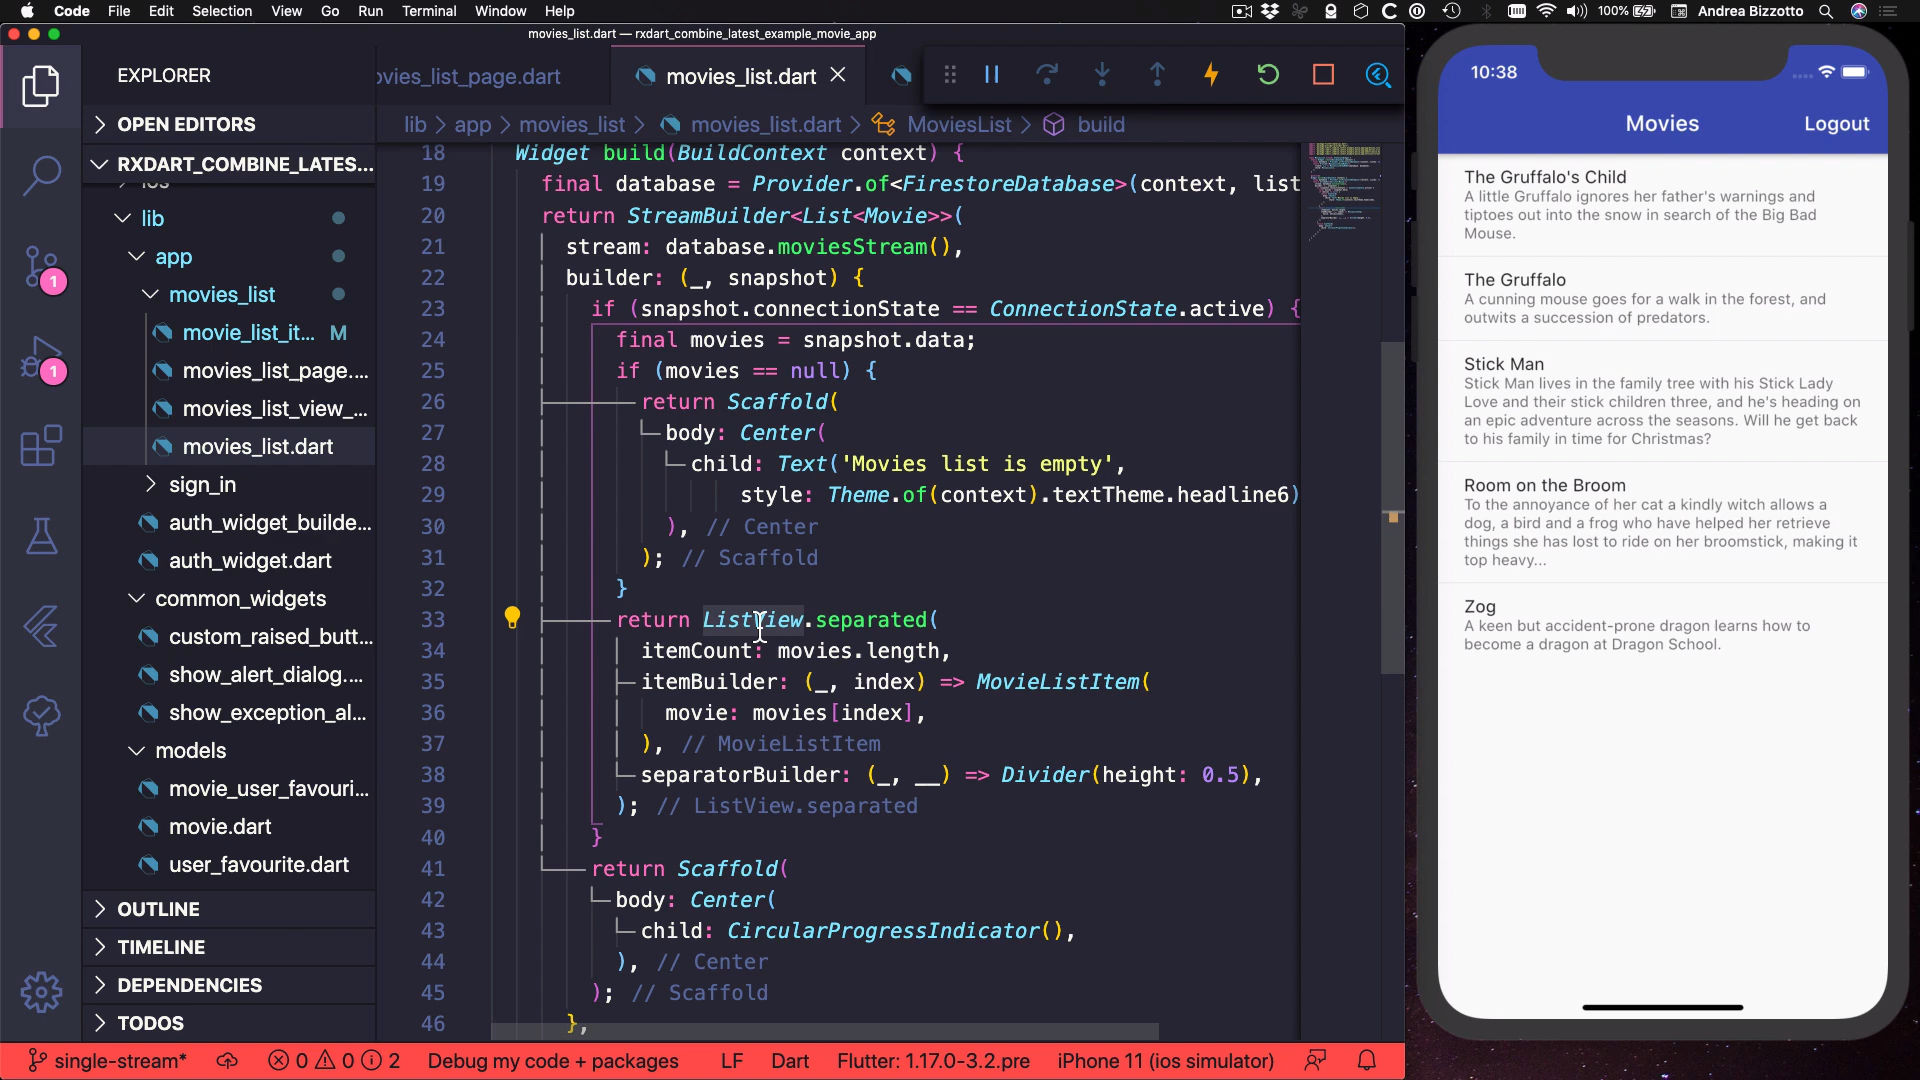 Code File Edit Selection View Go Run Terminal Window Help
100% Andrea Bizzotto
movies_list.dart — rxdart_combine_latest_example_movie_app
EXPLORER
OPEN EDITORS
RXDART_COMBINE_LATES...
ios
lib
app
movies_list
movie_list_it... M
movies_list_page....
movies_list_view_...
movies_list.dart
sign_in
auth_widget_builde...
auth_widget.dart
common_widgets
custom_raised_butt...
show_alert_dialog....
show_exception_al...
models
movie_user_favouri...
movie.dart
user_favourite.dart
OUTLINE
TIMELINE
DEPENDENCIES
TODOS
1
1
ovies_list_page.dart movies_list.dart
lib > app > movies_list > movies_list.dart > MoviesList > build
18 Widget build(BuildContext context) {
19 final database = Provider.of<FirestoreDatabase>(context, list
20 return StreamBuilder<List<Movie>>(
21 stream: database.moviesStream(),
22 builder: (_, snapshot) {
23 if (snapshot.connectionState == ConnectionState.active) {
24 final movies = snapshot.data;
25 if (movies == null) {
26 return Scaffold(
27 body: Center(
28 child: Text('Movies list is empty',
29 style: Theme.of(context).textTheme.headline6)
30 ), // Center
31 ); // Scaffold
32 }
33 return ListView.separated(
34 itemCount: movies.length,
35 itemBuilder: (_, index) => MovieListItem(
36 movie: movies[index],
37 ), // MovieListItem
38 separatorBuilder: (_, __) => Divider(height: 0.5),
39 ); // ListView.separated
40 }
41 return Scaffold(
42 body: Center(
43 child: CircularProgressIndicator(),
44 ), // Center
45 ); // Scaffold
46 },
single-stream* 0 0 2 Debug my code + packages LF Dart Flutter: 1.17.0-3.2.pre iPhone 11 (ios simulator)
10:38
Movies Logout
The Gruffalo's Child
A little Gruffalo ignores her father's warnings and
tiptoes out into the snow in search of the Big Bad
Mouse.
The Gruffalo
A cunning mouse goes for a walk in the forest, and
outwits a succession of predators.
Stick Man
Stick Man lives in the family tree with his Stick Lady
Love and their stick children three, and he's heading on
an epic adventure across the seasons. Will he get back
to his family in time for Christmas?
Room on the Broom
To the annoyance of her cat a kindly witch allows a
dog, a bird and a frog who have helped her retrieve
things she has lost to ride on her broomstick, making it
top heavy...
Zog
A keen but accident-prone dragon learns how to
become a dragon at Dragon School.